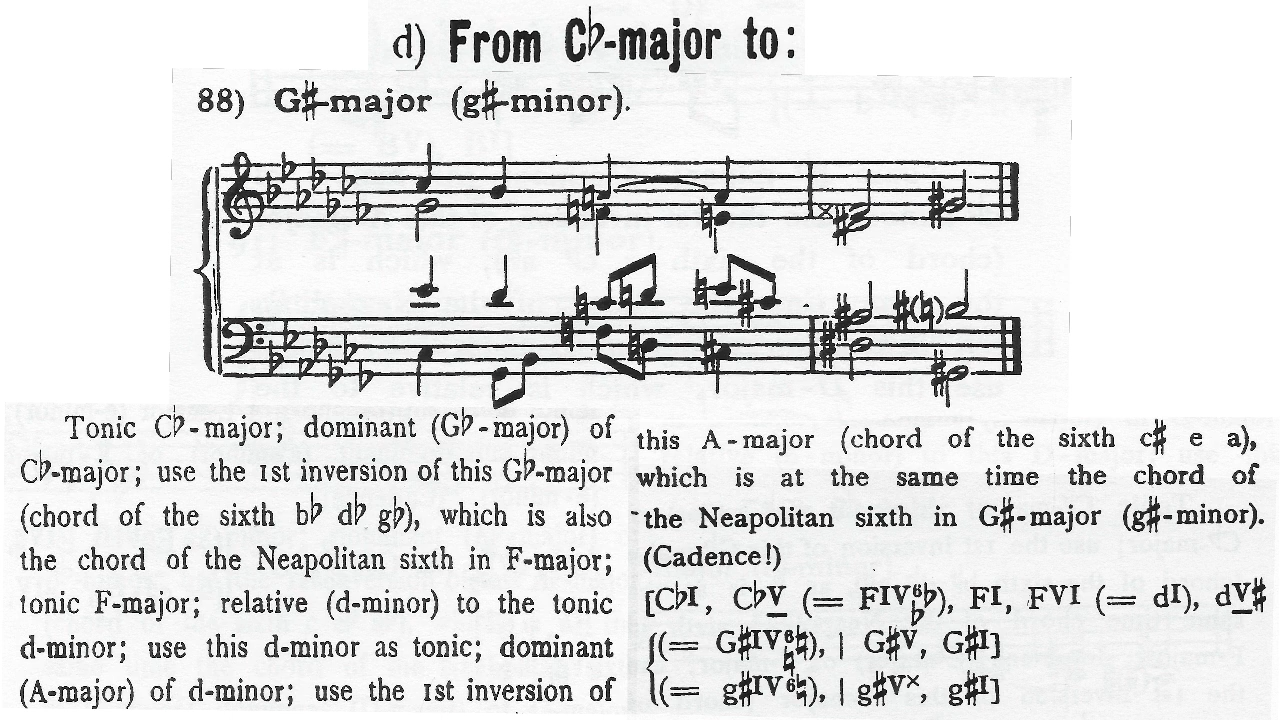 d) From C♭-major to:
88) G♯-major (g♯-minor).
Tonic C♭-major; dominant (G♭-major) of
C♭-major; use the 1st inversion of this G♭-major
(chord of the sixth b♭ d♭ g♭), which is also
the chord of the Neapolitan sixth in F-major;
tonic F-major; relative (d-minor) to the tonic
d-minor; use this d-minor as tonic; dominant
(A-major) of d-minor; use the 1st inversion of
this A-major (chord of the sixth c♯ e a),
which is at the same time the chord of
the Neapolitan sixth in G♯-major (g♯-minor).
(Cadence!)
[C♭I, C♭V (= FIV6♭♭), FI, FVI (= dI), dV♯
(= G♯IV6♮♮), | G♯V, G♯I]
(= g♯IV6♮), | g♯V×, g♯I]